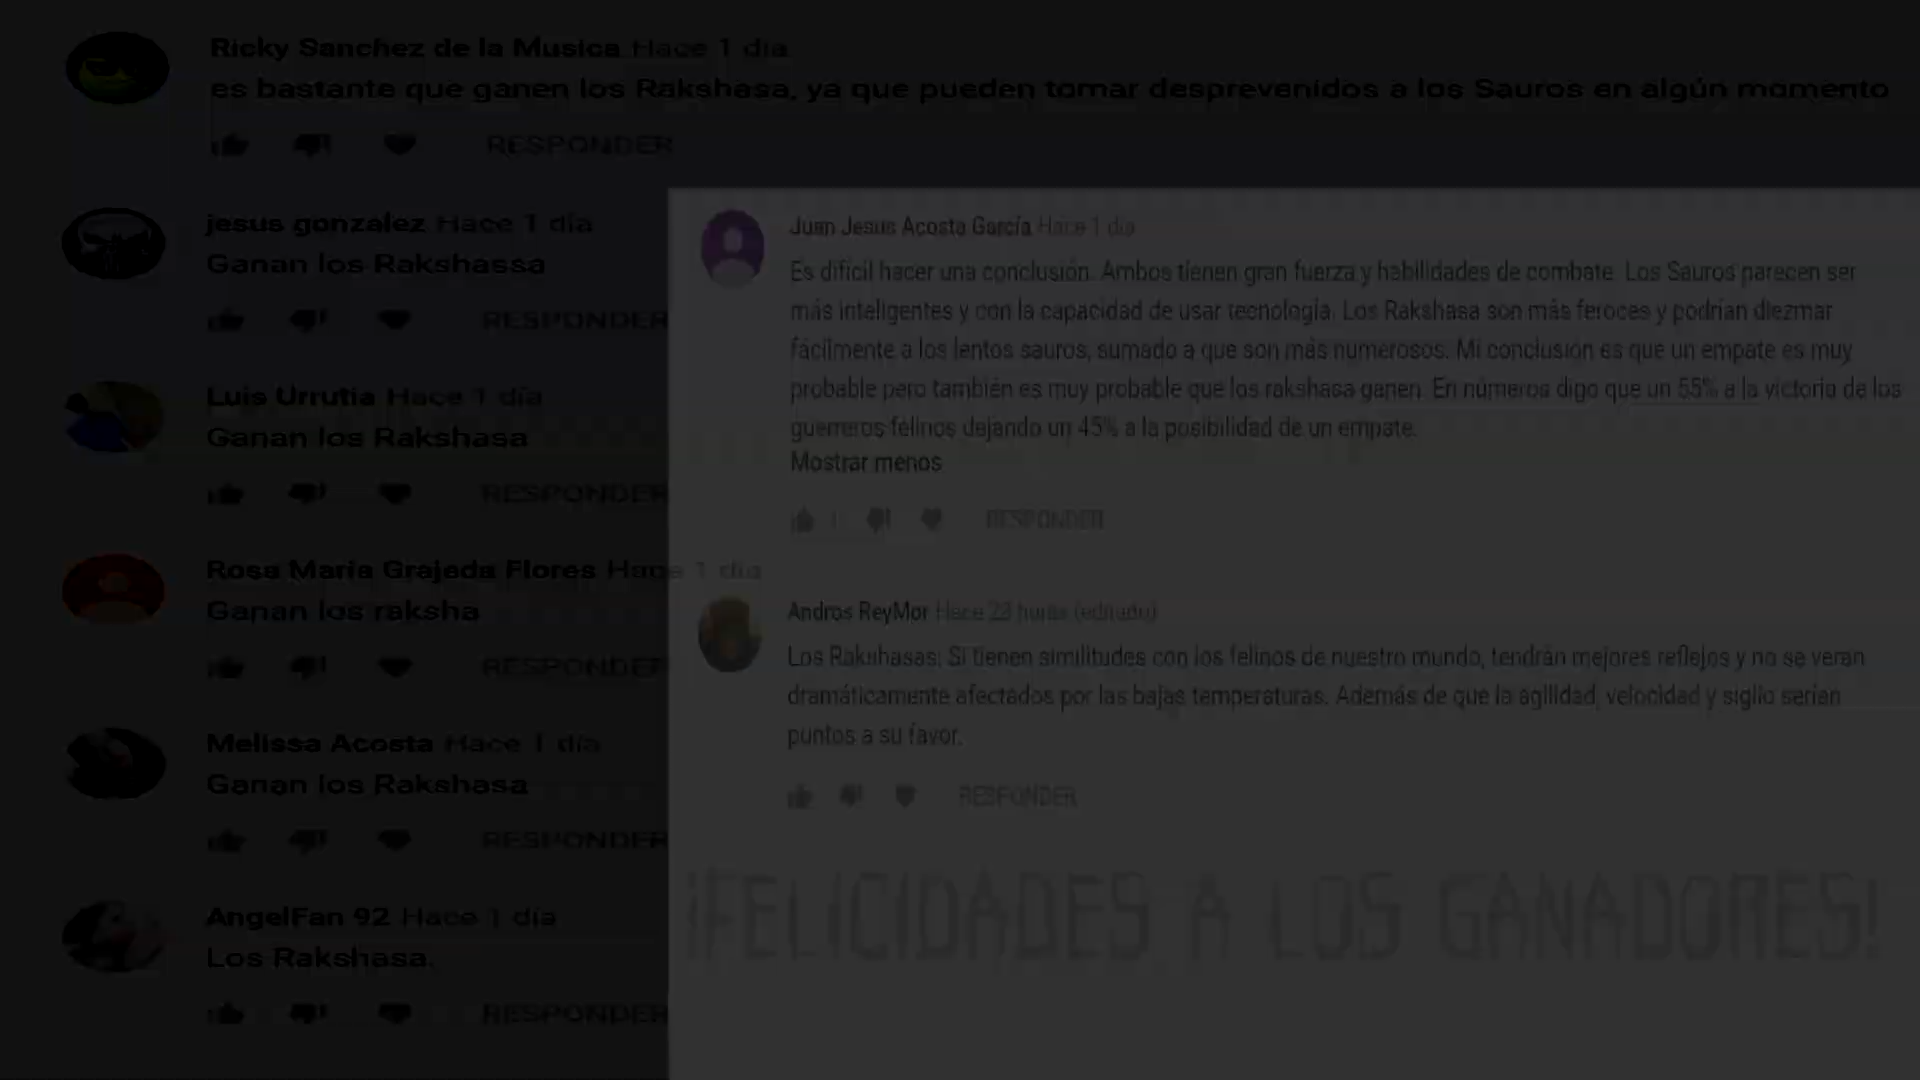 Ricky Sanchez de la Musica Hace 1 día
es bastante que ganen los Rakshasa, ya que pueden tomar desprevenidos a los Sauros en algún momento
RESPONDER
jesus gonzalez Hace 1 día
Ganan los Rakshassa
RESPONDER
Luis Urrutia Hace 1 día
Ganan los Rakshasa
RESPONDER
Rosa Maria Grajeda Flores Hace 1 día
Ganan los raksha
RESPONDER
Melissa Acosta Hace 1 día
Ganan los Rakshasa
RESPONDER
AngelFan 92 Hace 1 día
Los Rakshasa.
RESPONDER
Juan Jesus Acosta García Hace 1 día
Es difícil hacer una conclusión. Ambos tienen gran fuerza y habilidades de combate. Los Sauros parecen ser
más inteligentes y con la capacidad de usar tecnología. Los Rakshasa son más feroces y podrían diezmar
fácilmente a los lentos sauros, sumado a que son más numerosos. Mi conclusión es que un empate es muy
probable pero también es muy probable que los rakshasa ganen. En números digo que un 55% a la victoria de los
guerreros felinos dejando un 45% a la posibilidad de un empate.
Mostrar menos
1 RESPONDER
Andros ReyMor Hace 23 horas (editado)
Los Rakshasas: Si tienen similitudes con los felinos de nuestro mundo, tendrán mejores reflejos y no se verán
dramáticamente afectados por las bajas temperaturas. Además de que la agilidad, velocidad y sigilo serían
puntos a su favor.
RESPONDER
¡FELICIDADES A LOS GANADORES!